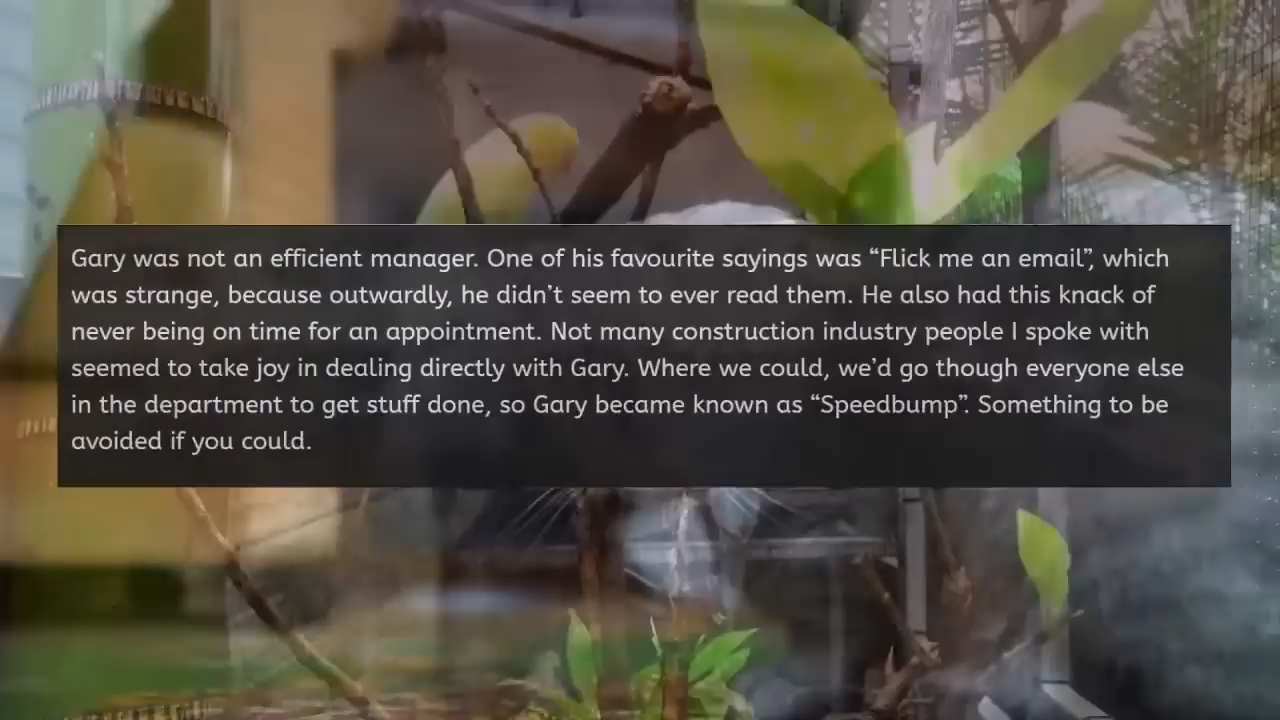 Gary was not an efficient manager. One of his favourite sayings was “Flick me an email”, which
was strange, because outwardly, he didn’t seem to ever read them. He also had this knack of
never being on time for an appointment. Not many construction industry people I spoke with
seemed to take joy in dealing directly with Gary. Where we could, we’d go though everyone else
in the department to get stuff done, so Gary became known as “Speedbump”. Something to be
avoided if you could.